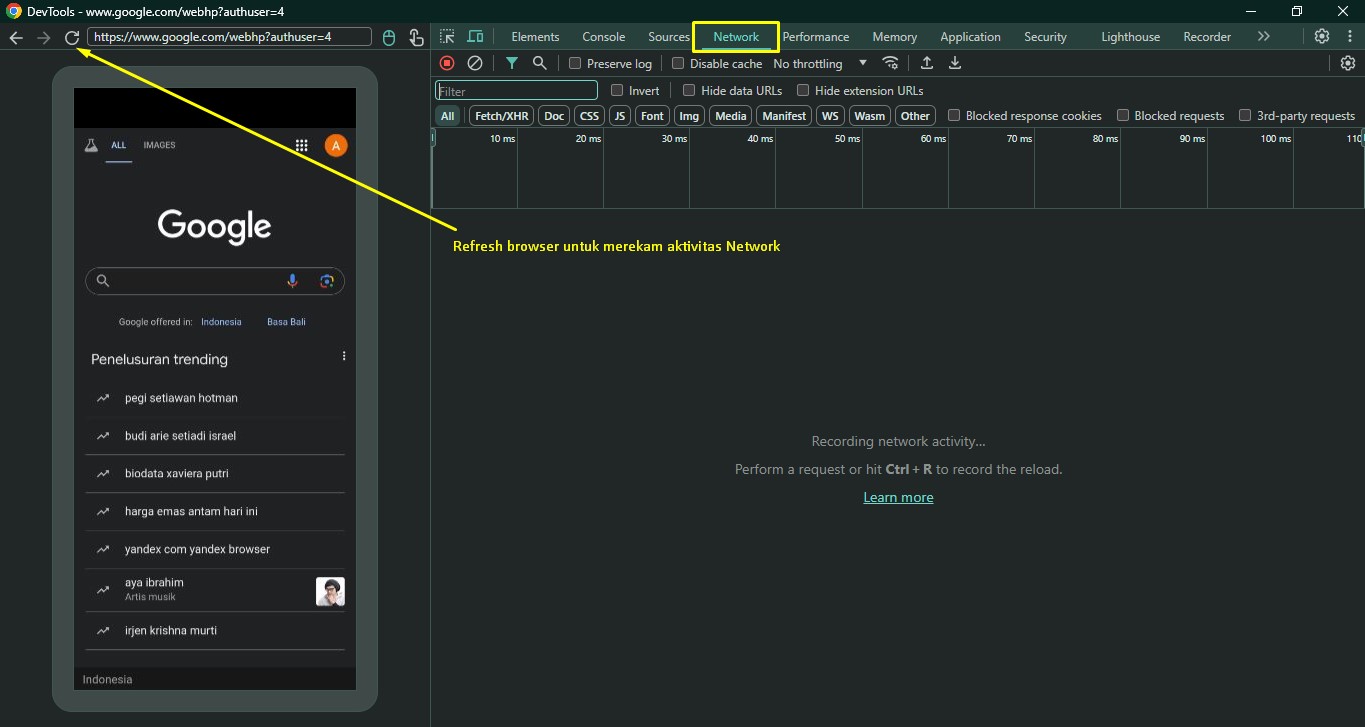 DevTools - www.google.com/webhp?authuser=4
https://www.google.com/webhp?authuser=4
Elements Console Sources Network Performance Memory Application Security Lighthouse Recorder
Preserve log Disable cache No throttling
Filter Invert Hide data URLs Hide extension URLs
All Fetch/XHR Doc CSS JS Font Img Media Manifest WS Wasm Other Blocked response cookies Blocked requests 3rd-party requests
10 ms 20 ms 30 ms 40 ms 50 ms 60 ms 70 ms 80 ms 90 ms 100 ms 110
ALL IMAGES A
Google
Refresh browser untuk merekam aktivitas Network
Google offered in: Indonesia Basa Bali
Penelusuran trending
pegi setiawan hotman
budi arie setiadi israel
biodata xaviera putri
harga emas antam hari ini
yandex com yandex browser
aya ibrahim
Artis musik
irjen krishna murti
Indonesia
Recording network activity...
Perform a request or hit Ctrl + R to record the reload.
Learn more